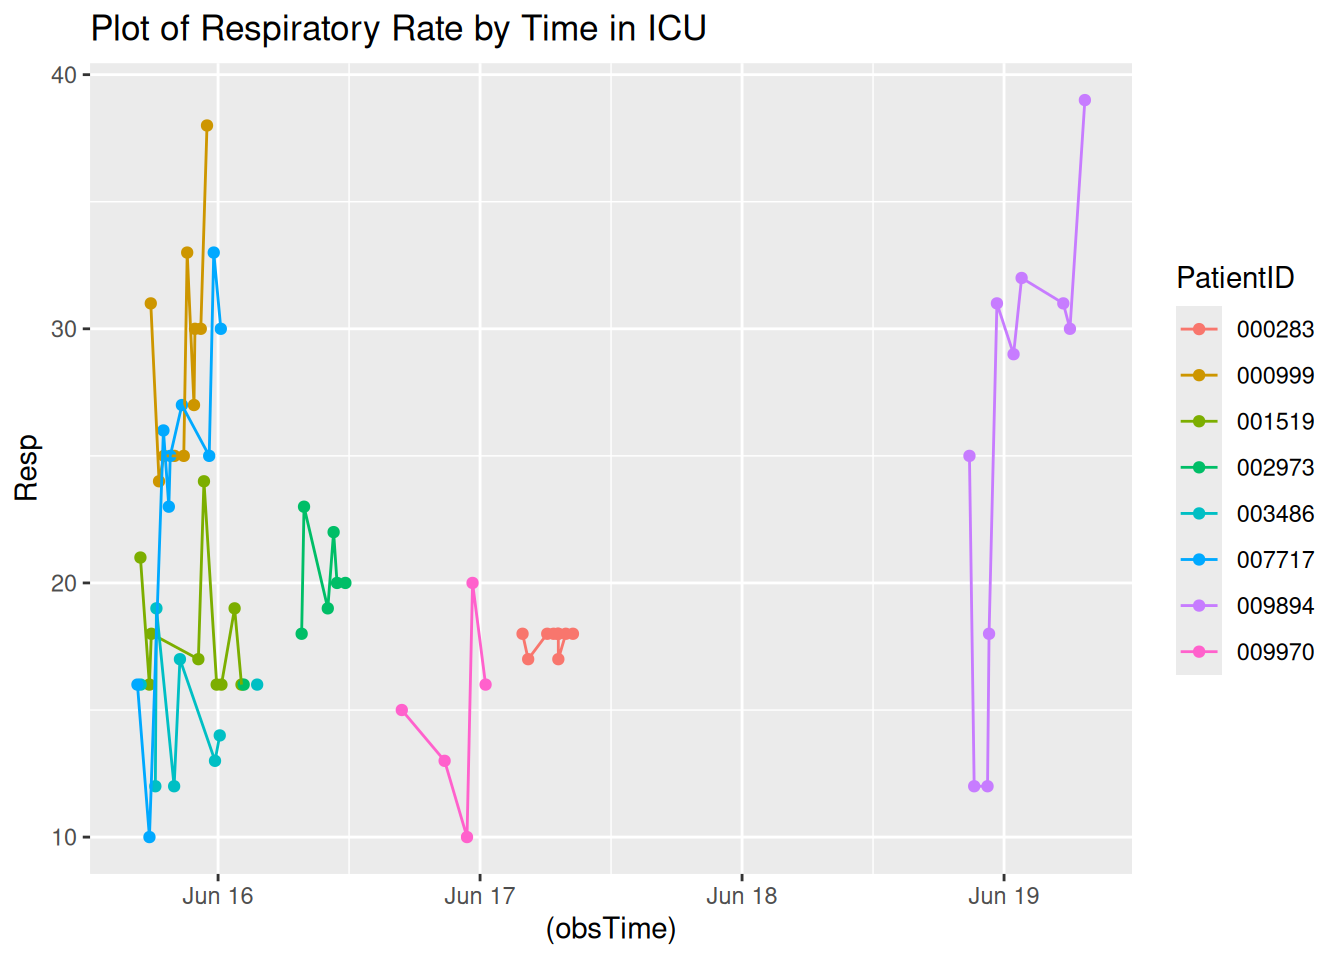 Plot of Respiratory Rate by Time in ICU
40
30
20
10
Resp
Jun 16
Jun 17
Jun 18
Jun 19
(obsTime)
PatientID
000283
000999
001519
002973
003486
007717
009894
009970